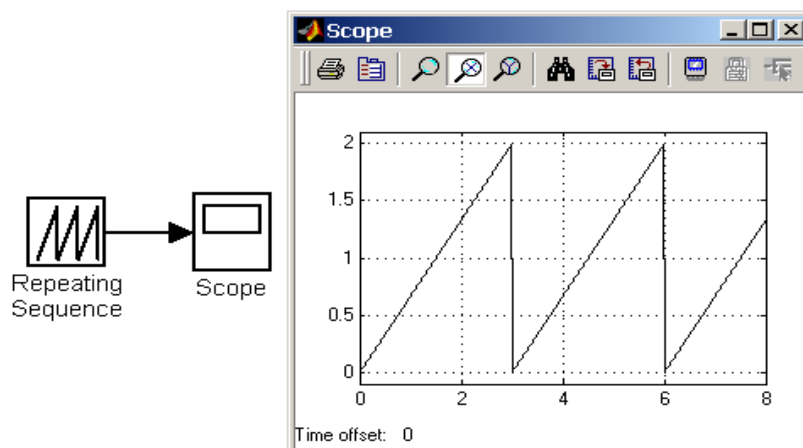 Scope
2
1.5
1
0.5
0
0 2 4 6 8
Time offset: 0
Repeating
Sequence
Scope